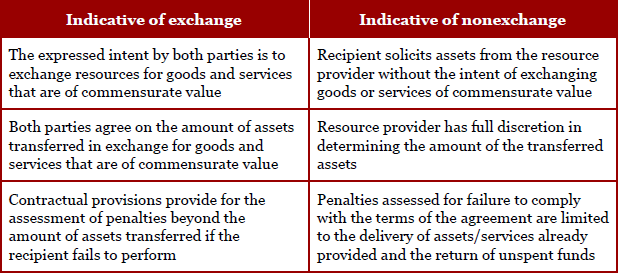 Indicative of exchange
Indicative of nonexchange
The expressed intent by both parties is to
exchange resources for goods and services
that are of commensurate value
Recipient solicits assets from the resource
provider without the intent of exchanging
goods or services of commensurate value
Both parties agree on the amount of assets
transferred in exchange for goods and
services that are of commensurate value
Resource provider has full discretion in
determining the amount of the transferred
assets
Contractual provisions provide for the
assessment of penalties beyond the
amount of assets transferred if the
recipient fails to perform
Penalties assessed for failure to comply
with the terms of the agreement are limited
to the delivery of assets/services already
provided and the return of unspent funds